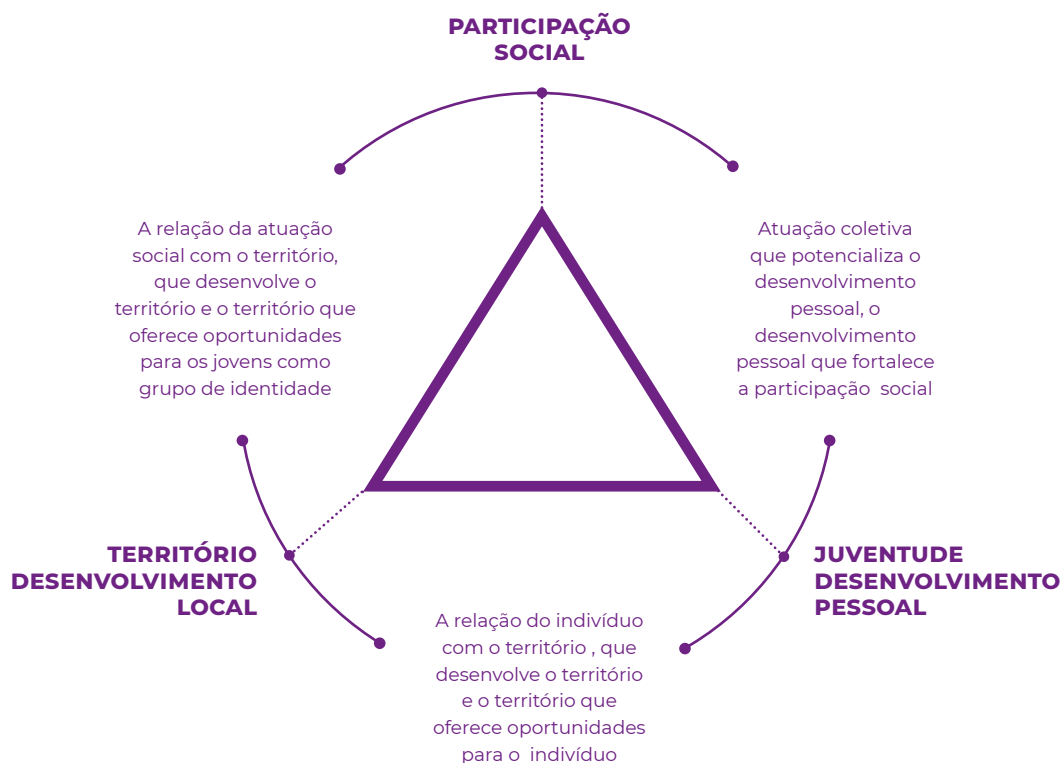 PARTICIPAÇÃO
SOCIAL
A relação da atuação
social com o território,
que desenvolve o
território e o território que
oferece oportunidades
para os jovens como
grupo de identidade
Atuação coletiva
que potencializa o
desenvolvimento
pessoal, o
desenvolvimento
pessoal que fortalece
a participação social
TERRITÓRIO
DESENVOLVIMENTO
LOCAL
JUVENTUDE
DESENVOLVIMENTO
PESSOAL
A relação do indivíduo
com o território , que
desenvolve o território
e o território que
oferece oportunidades
para o indivíduo